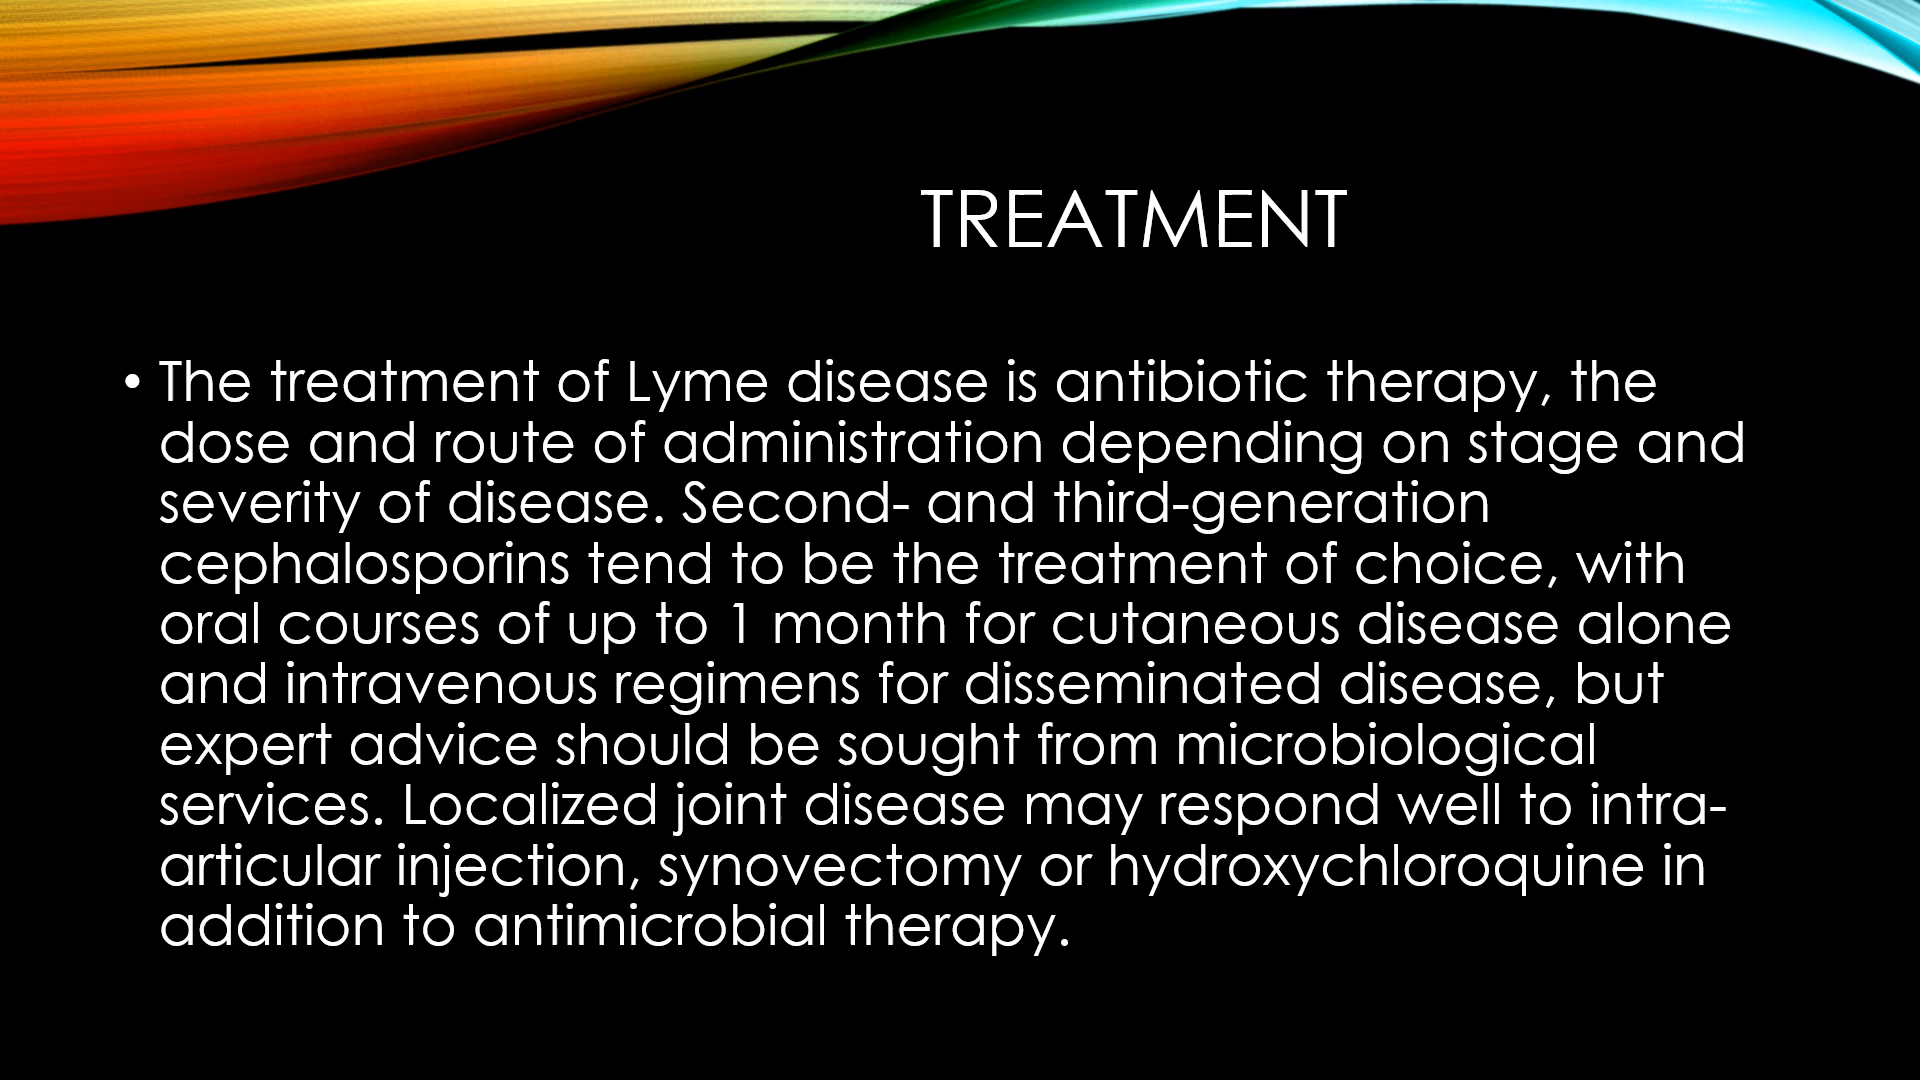 TREATMENT
• The treatment of Lyme disease is antibiotic therapy, the
dose and route of administration depending on stage and
severity of disease. Second- and third-generation
cephalosporins tend to be the treatment of choice, with
oral courses of up to 1 month for cutaneous disease alone
and intravenous regimens for disseminated disease, but
expert advice should be sought from microbiological
services. Localized joint disease may respond well to intra-
articular injection, synovectomy or hydroxychloroquine in
addition to antimicrobial therapy.